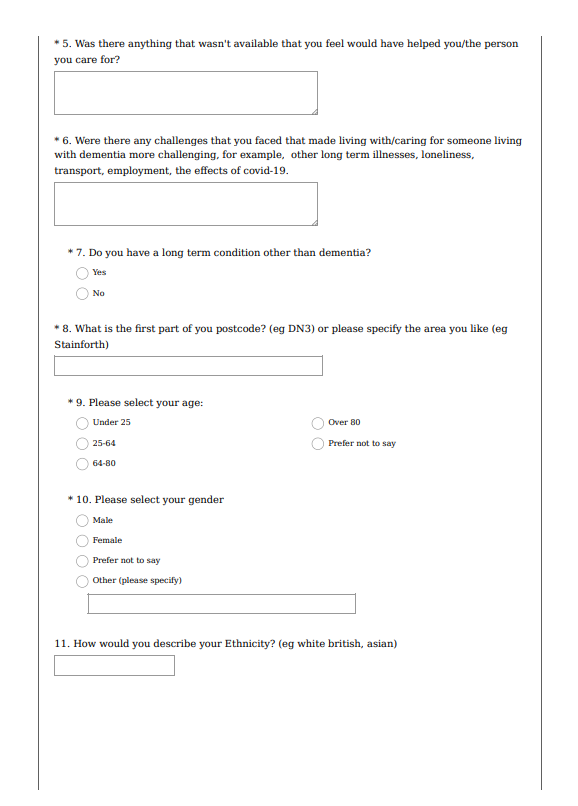 * 5. Was there anything that wasn't available that you feel would have helped you/the person
you care for?
* 6. Were there any challenges that you faced that made living with/caring for someone living
with dementia more challenging, for example,  other long term illnesses, loneliness,
transport, employment, the effects of covid-19.
* 7. Do you have a long term condition other than dementia?
Yes
No
* 8. What is the first part of you postcode? (eg DN3) or please specify the area you like (eg
Stainforth)
* 9. Please select your age:
Under 25
25-64
64-80
Over 80
Prefer not to say
* 10. Please select your gender
Male
Female
Prefer not to say
Other (please specify)
11. How would you describe your Ethnicity? (eg white british, asian)